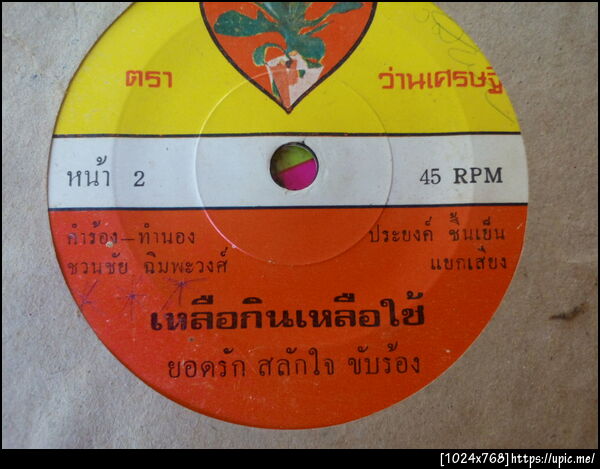 ตรา ว่านเศรษฐี
หน้า 2 45 RPM
คำร้อง-ทำนอง ประยงค์ ชื่นเย็น
ชวนชัย ฉิมพะวงศ์ แยกเสียง
เหลือกินเหลือใช้
ยอดรัก สลักใจ ขับร้อง
[1024x768]https://upic.me/